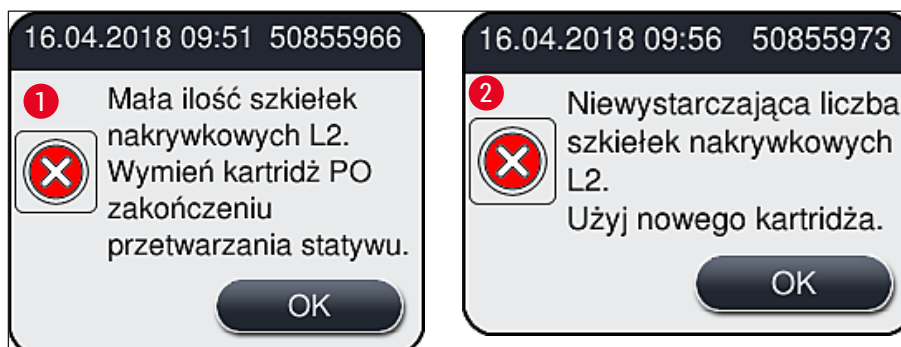 16.04.2018 09:51 50855966
1
Mała ilość szkiełek
nakrywkowych L2.
Wymień kartridż PO
zakończeniu
przetwarzania statywu.
OK
16.04.2018 09:56 50855973
2
Niewystarczająca liczba
szkiełek nakrywkowych
L2.
Użyj nowego kartridża.
OK